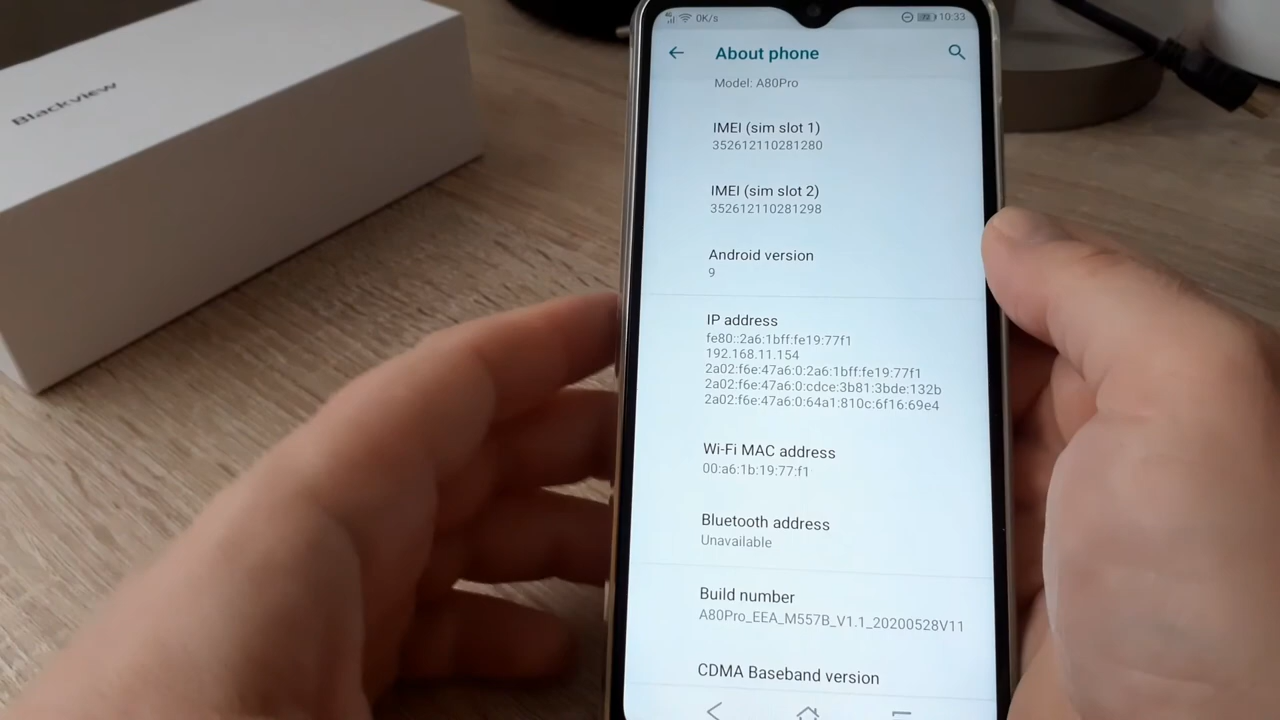 Blackview
0K/s
10:33
About phone
Model: A80Pro
IMEI (sim slot 1)
352612110281280
IMEI (sim slot 2)
352612110281298
Android version
9
IP address
fe80::2a6:1bff:fe19:77f1
192.168.11.154
2a02:f6e:47a6:0:2a6:1bff:fe19:77f1
2a02:f6e:47a6:0:cdce:3b81:3bde:132b
2a02:f6e:47a6:0:64a1:810c:6f16:69e4
Wi-Fi MAC address
00:a6:1b:19:77:f1
Bluetooth address
Unavailable
Build number
A80Pro_EEA_M557B_V1.1_20200528V11
CDMA Baseband version